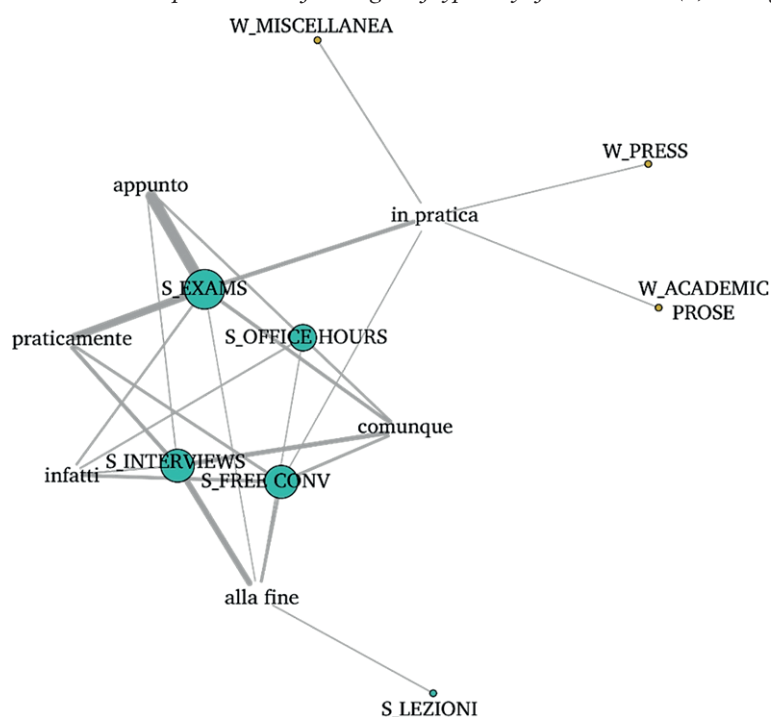 W_MISCELLANEA
W_PRESS
appunto
in pratica
S_EXAMS
W_ACADEMIC
PROSE
praticamente
S_OFFICE HOURS
comunque
S_INTERVIEWS
infatti
S_FREE CONV
alla fine
S_LEZIONI